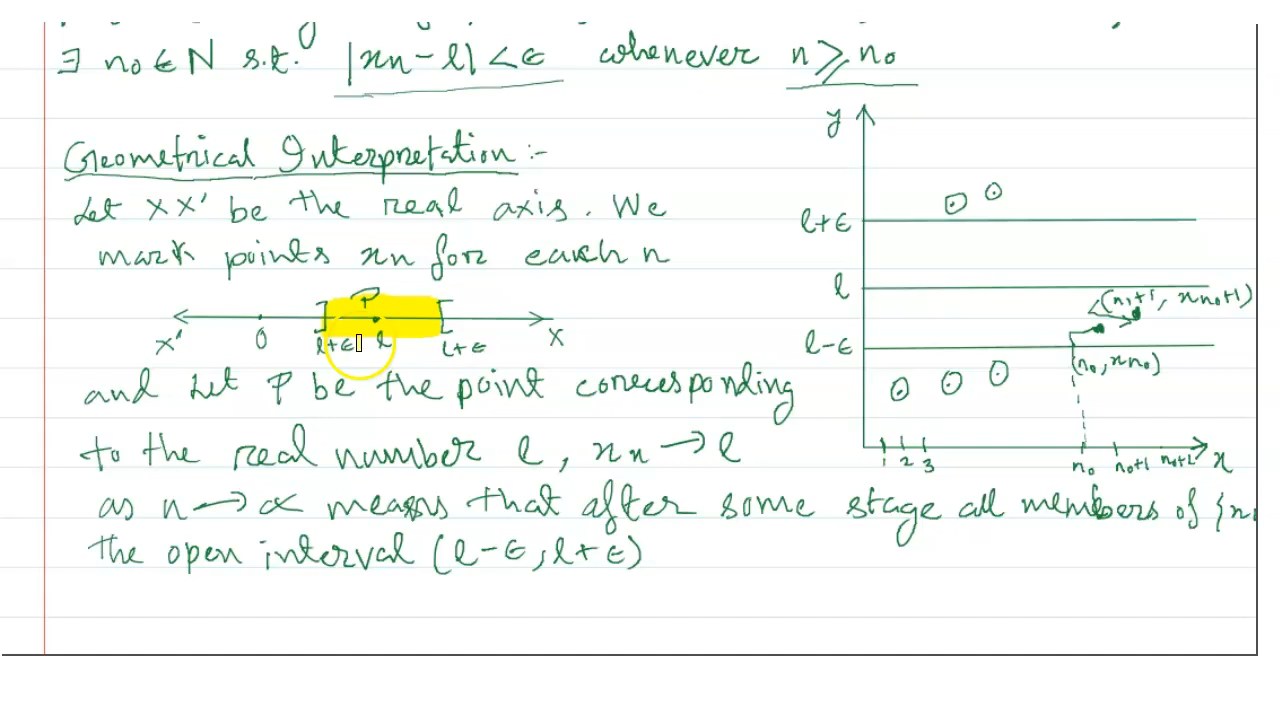 ∃ n₀ ∈ N s.t. |xn - l| < ϵ whenever n ≥ n₀
Geometrical Interpretation :-
Let XX' be the real axis. We
mark points xn for each n
P
X' 0 l+ϵ l l+ϵ X
and Let P be the point corresponding
to the real number l, xn → l
as n → ∝ means that after some stage all members of {x
the open interval (l-ϵ, l+ϵ)
y
l+ϵ
l
(n₁+1, xn₀+1)
l-ϵ
(n₀, xn₀)
1 2 3 n₀ n₀+1 n₀+2 x